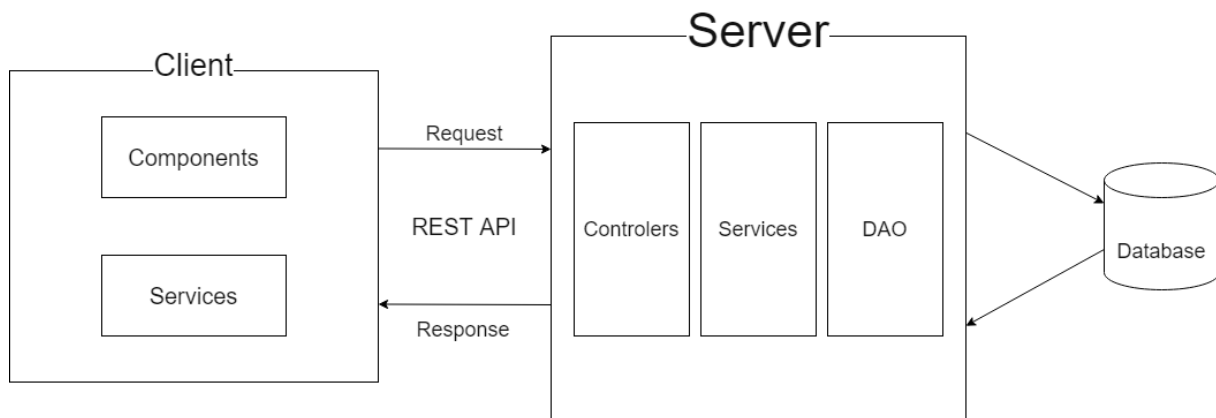 Client
Server
Components
Services
Request
REST API
Response
Controlers
Services
DAO
Database